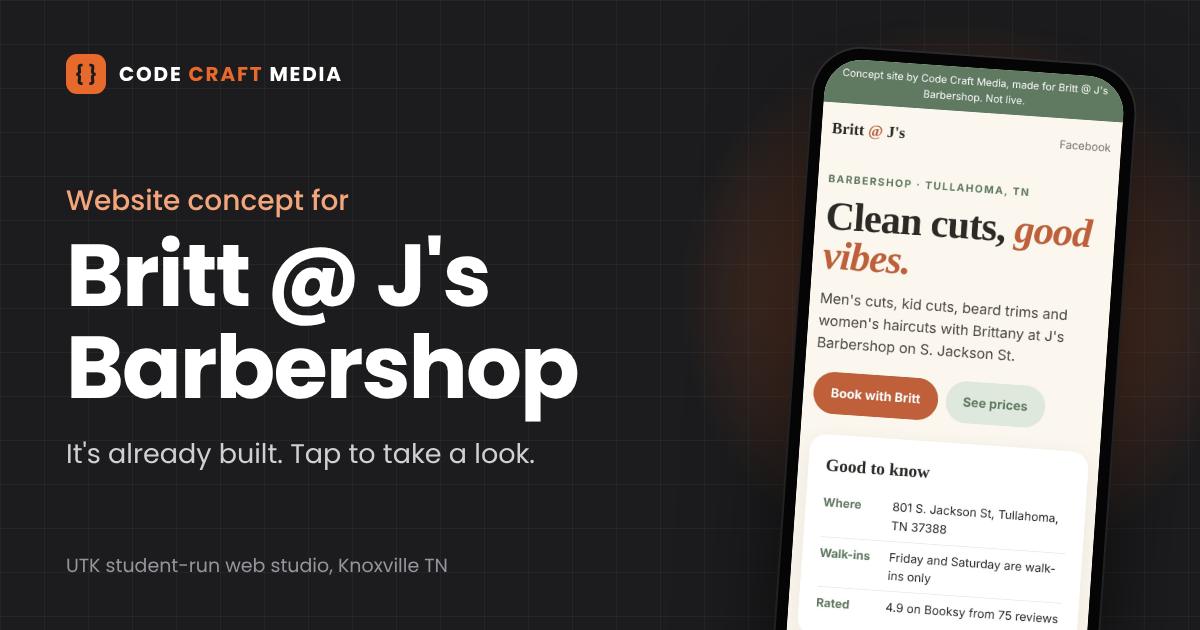 { } CODE CRAFT MEDIA
Website concept for
Britt @ J's
Barbershop
It's already built. Tap to take a look.
UTK student-run web studio, Knoxville TN
Concept site by Code Craft Media, made for Britt @ J's
Barbershop. Not live.
Britt @ J's
Facebook
BARBERSHOP · TULLAHOMA, TN
Clean cuts, good
vibes.
Men's cuts, kid cuts, beard trims and
women's haircuts with Brittany at J's
Barbershop on S. Jackson St.
Book with Britt
See prices
Good to know
Where
801 S. Jackson St, Tullahoma,
TN 37388
Walk-ins
Friday and Saturday are walk-
ins only
Rated
4.9 on Booksy from 75 reviews